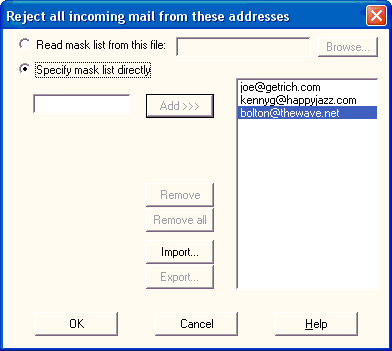 Reject all incoming mail from these addresses
Read mask list from this file:
Browse...
Specify mask list directly
Add >>>
joe@getrich.com
kennyg@happyjazz.com
bolton@thewave.net
Remove
Remove all
Import...
Export...
OK
Cancel
Help